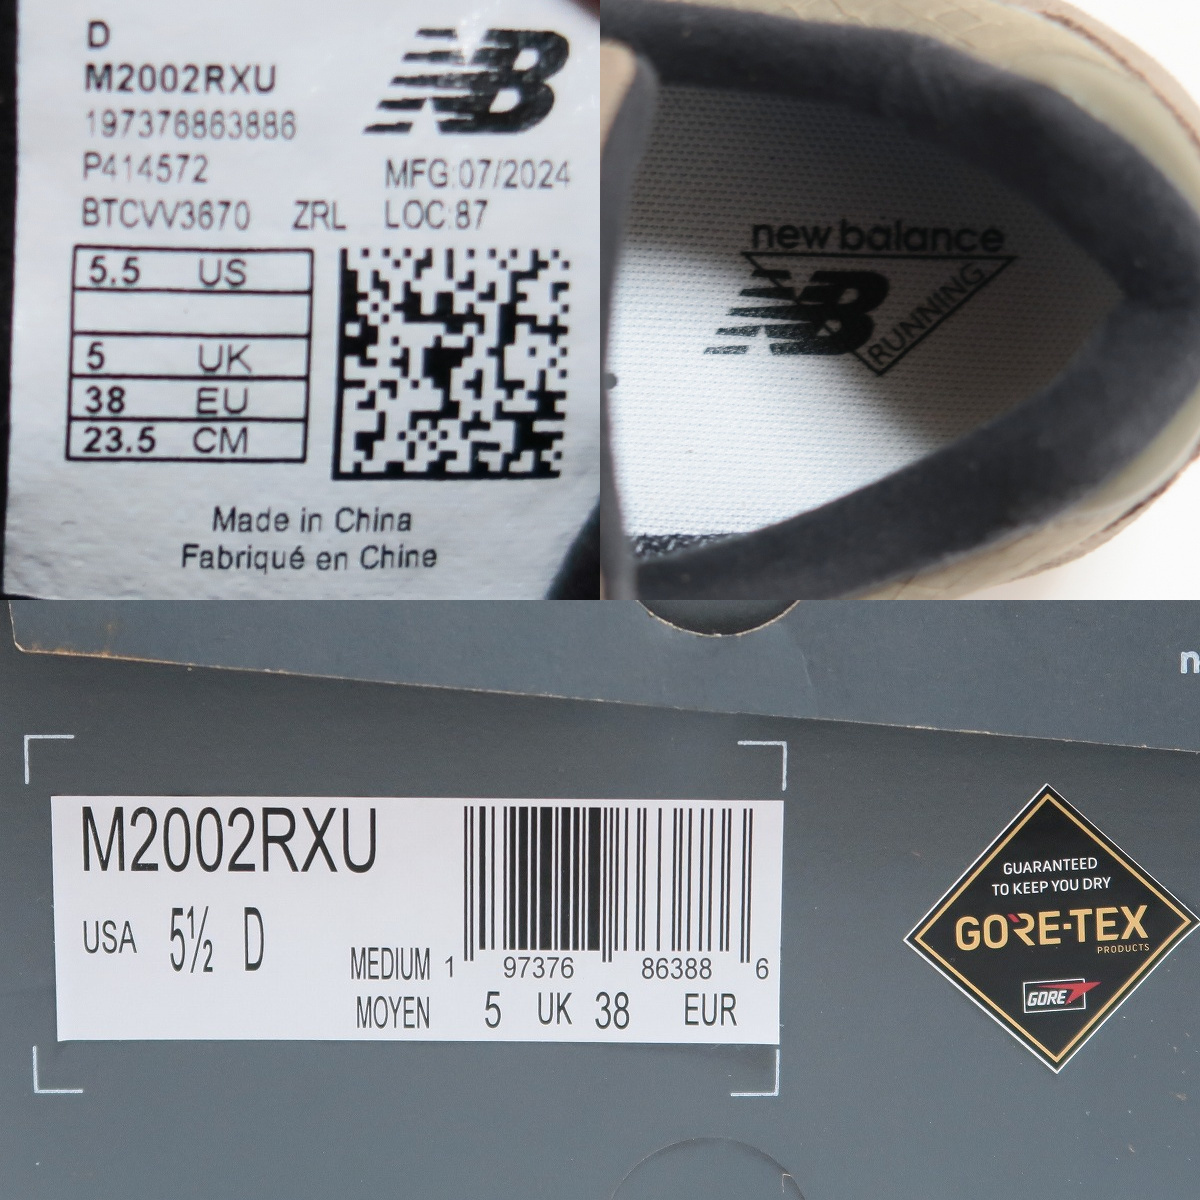 D
M2002RXU
197376863886
P414572
MFG:07/2024
BTCVV3670 ZRL LOC:87
5.5 US
5 UK
38 EU
23.5 CM
Made in China
Fabriqué en Chine
NB
new balance
NB
RUNNING
M2002RXU
USA 5½ D
MEDIUM
MOYEN
1 97376 86388 6
5 UK 38 EUR
GUARANTEED
TO KEEP YOU DRY
GORE-TEX
PRODUCTS
GORE